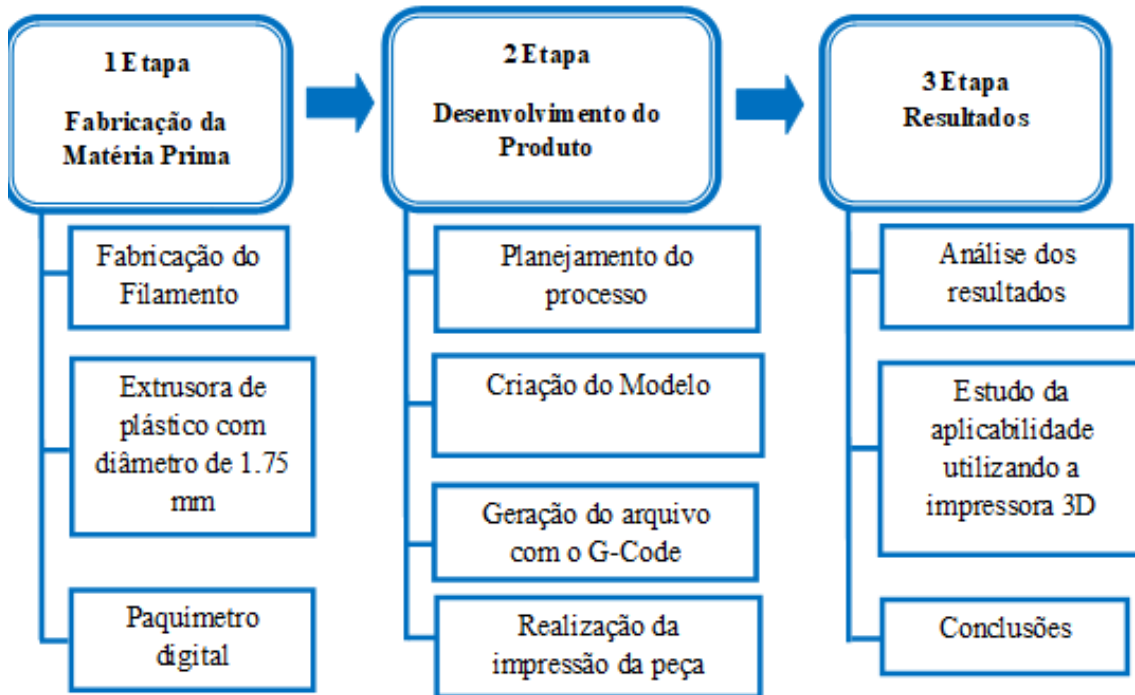 1 Etapa
Fabricação da
Matéria Prima
Fabricação do
Filamento
Extrusora de
plástico com
diâmetro de 1.75
mm
Paquímetro
digital
2 Etapa
Desenvolvimento do
Produto
Planejamento do
processo
Criação do Modelo
Geração do arquivo
com o G-Code
Realização da
impressão da peça
3 Etapa
Resultados
Análise dos
resultados
Estudo da
aplicabilidade
utilizando a
impressora 3D
Conclusões